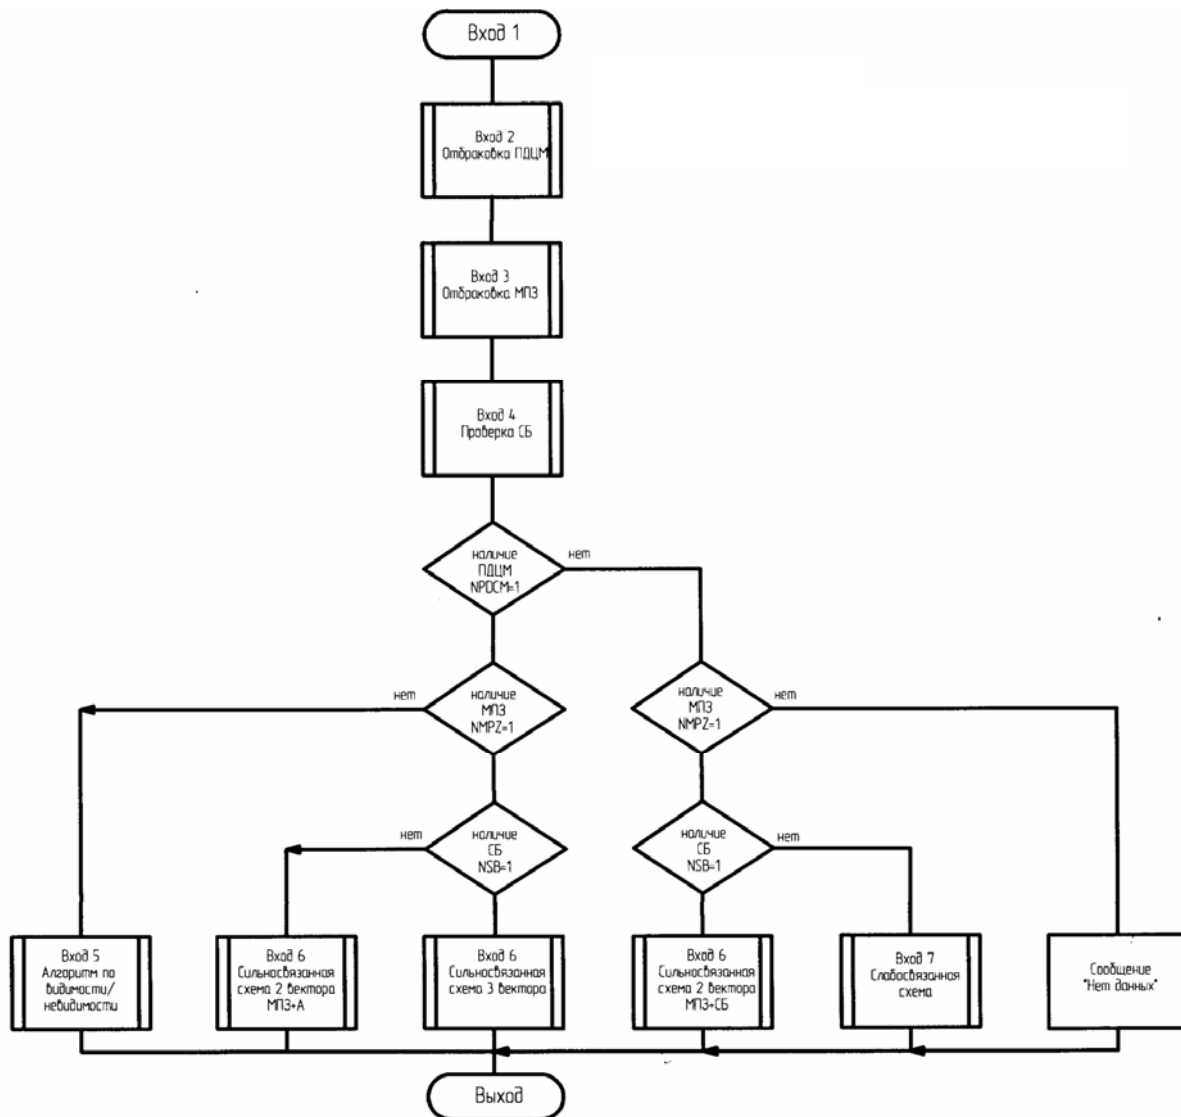 Вход 1
Вход 2
Отбраковка ПДЦМ
Вход 3
Отбраковка МПЗ
Вход 4
Проверка СБ
наличие
ПДЦМ
NPDCM=1
нет
нет
наличие
МПЗ
NMPZ=1
наличие
МПЗ
NMPZ=1
нет
нет
наличие
СБ
NSB=1
наличие
СБ
NSB=1
нет
Вход 5
Алгоритм по
видимости/
невидимости
Вход 6
Сильносвязанная
схема 2 вектора
МПЗ+А
Вход 6
Сильносвязанная
схема 3 вектора
Вход 6
Сильносвязанная
схема 2 вектора
МПЗ+СБ
Вход 7
Слабосвязанная
схема
Сообщение
"Нет данных"
Выход